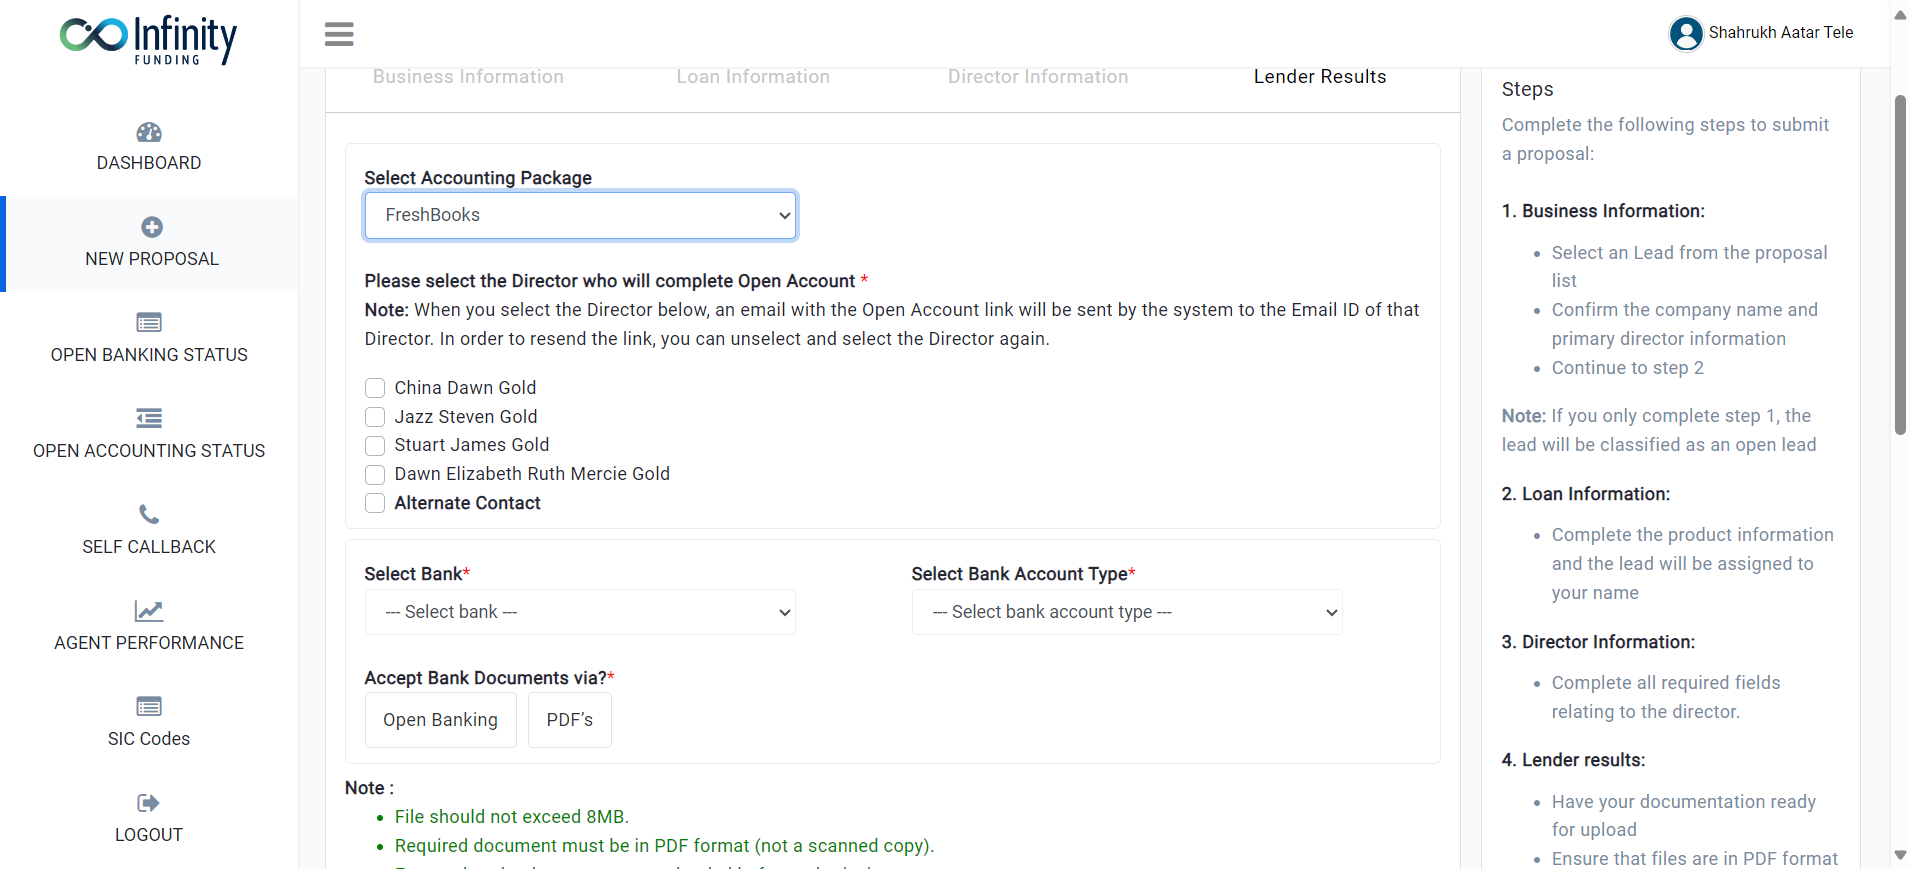 Infinity
FUNDING
DASHBOARD
NEW PROPOSAL
OPEN BANKING STATUS
OPEN ACCOUNTING STATUS
SELF CALLBACK
AGENT PERFORMANCE
SIC Codes
LOGOUT
Shahrukh Aatar Tele
Business Information
Loan Information
Director Information
Lender Results
Select Accounting Package
FreshBooks
Please select the Director who will complete Open Account *
Note: When you select the Director below, an email with the Open Account link will be sent by the system to the Email ID of that
Director. In order to resend the link, you can unselect and select the Director again.
China Dawn Gold
Jazz Steven Gold
Stuart James Gold
Dawn Elizabeth Ruth Mercie Gold
Alternate Contact
Select Bank*
--- Select bank ---
Select Bank Account Type*
--- Select bank account type ---
Accept Bank Documents via?*
Open Banking
PDF’s
Note :
File should not exceed 8MB.
Required document must be in PDF format (not a scanned copy).
Steps
Complete the following steps to submit
a proposal:
1. Business Information:
Select an Lead from the proposal
list
Confirm the company name and
primary director information
Continue to step 2
Note: If you only complete step 1, the
lead will be classified as an open lead
2. Loan Information:
Complete the product information
and the lead will be assigned to
your name
3. Director Information:
Complete all required fields
relating to the director.
4. Lender results:
Have your documentation ready
for upload
Ensure that files are in PDF format